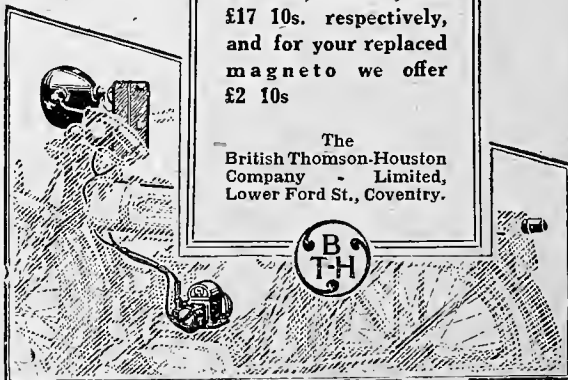 £17 10s. respectively,
and for your replaced
magneto we offer
£2 10s
The
British Thomson-Houston
Company - Limited,
Lower Ford St., Coventry.
B
T-H